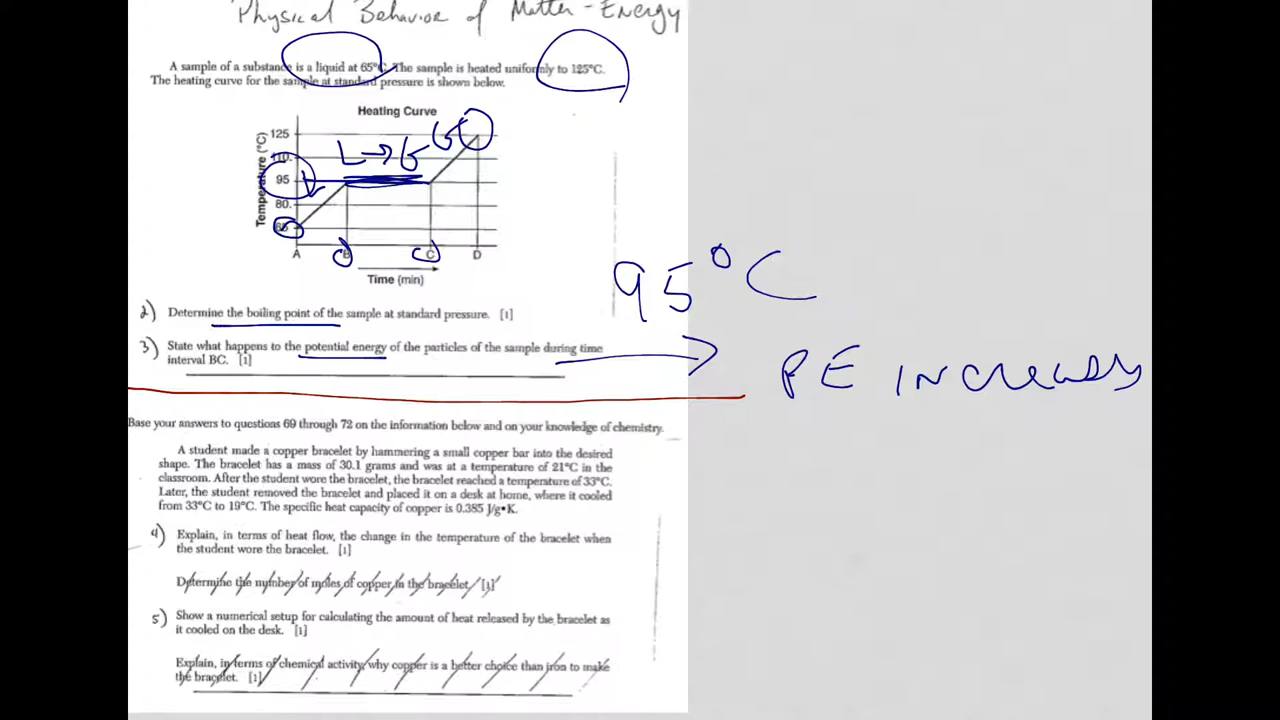 Physical Behavior of Matter - Energy
A sample of a substance is a liquid at 65°C. The sample is heated uniformly to 125°C.
The heating curve for the sample at standard pressure is shown below.
Heating Curve
Temperature (°C)
125
110.
95
80.
65
L → G
G
A B C D
Time (min)
95°C
2) Determine the boiling point of the sample at standard pressure. [1]
3) State what happens to the potential energy of the particles of the sample during time
interval BC. [1]
PE increases
Base your answers to questions 69 through 72 on the information below and on your knowledge of chemistry.
A student made a copper bracelet by hammering a small copper bar into the desired
shape. The bracelet has a mass of 30.1 grams and was at a temperature of 21°C in the
classroom. After the student wore the bracelet, the bracelet reached a temperature of 33°C.
Later, the student removed the bracelet and placed it on a desk at home, where it cooled
from 33°C to 19°C. The specific heat capacity of copper is 0.385 J/g•K.
4) Explain, in terms of heat flow, the change in the temperature of the bracelet when
the student wore the bracelet. [1]
Determine the number of moles of copper in the bracelet. [1]
5) Show a numerical setup for calculating the amount of heat released by the bracelet as
it cooled on the desk. [1]
Explain, in terms of chemical activity, why copper is a better choice than iron to make
the bracelet. [1]